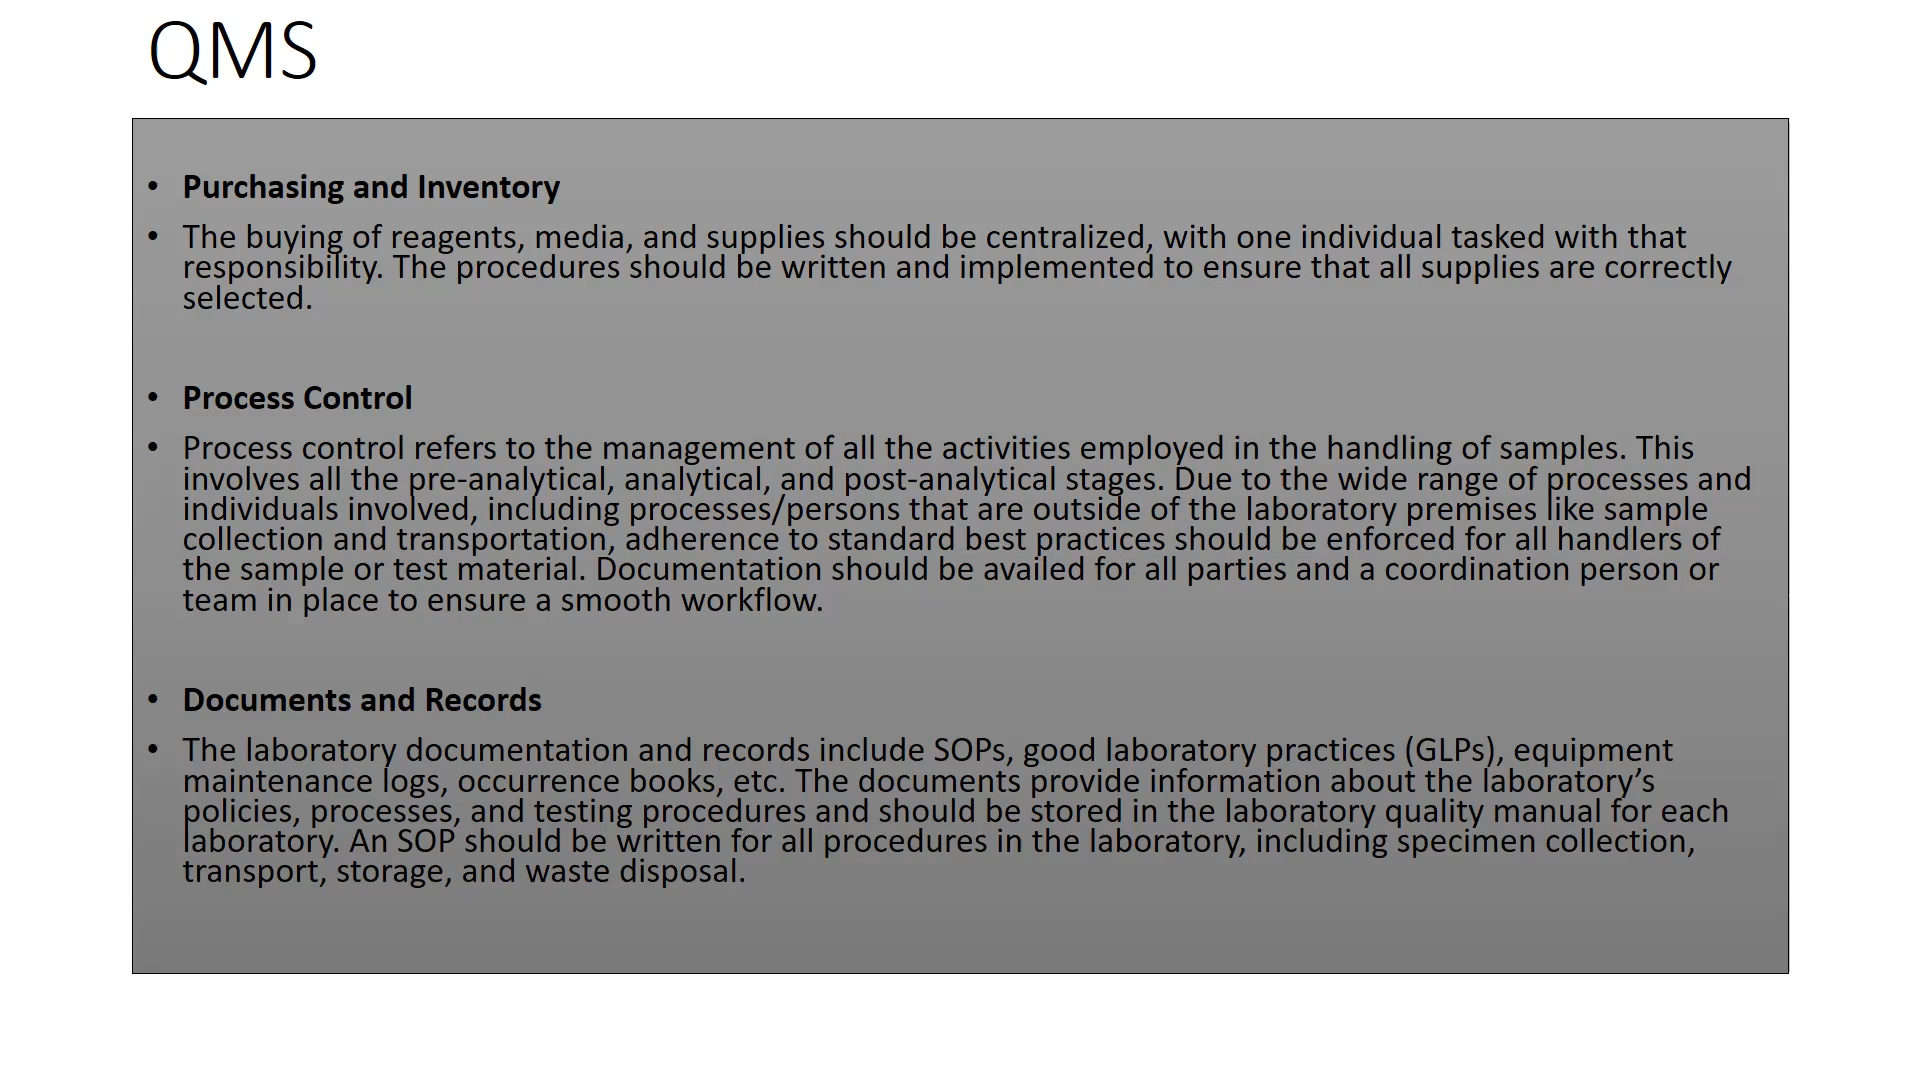 QMS
• Purchasing and Inventory
• The buying of reagents, media, and supplies should be centralized, with one individual tasked with that
responsibility. The procedures should be written and implemented to ensure that all supplies are correctly
selected.
• Process Control
• Process control refers to the management of all the activities employed in the handling of samples. This
involves all the pre-analytical, analytical, and post-analytical stages. Due to the wide range of processes and
individuals involved, including processes/persons that are outside of the laboratory premises like sample
collection and transportation, adherence to standard best practices should be enforced for all handlers of
the sample or test material. Documentation should be availed for all parties and a coordination person or
team in place to ensure a smooth workflow.
• Documents and Records
• The laboratory documentation and records include SOPs, good laboratory practices (GLPs), equipment
maintenance logs, occurrence books, etc. The documents provide information about the laboratory’s
policies, processes, and testing procedures and should be stored in the laboratory quality manual for each
laboratory. An SOP should be written for all procedures in the laboratory, including specimen collection,
transport, storage, and waste disposal.